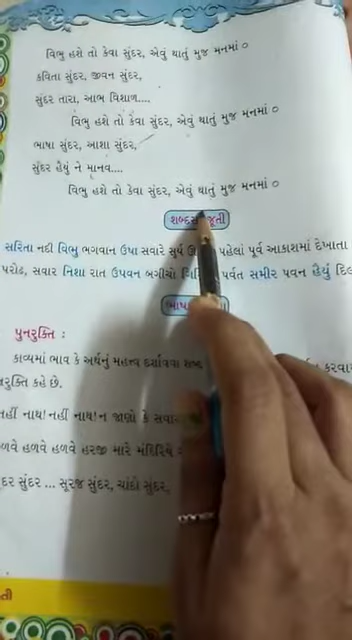 વિભુ હશે તો કેવા સુંદર, એવું થાતું મુજ મનમાં ૦
કવિતા સુંદર, જીવન સુંદર,
સુંદર તારા, આભ વિશાળ....
વિભુ હશે તો કેવા સુંદર, એવું થાતું મુજ મનમાં ૦
ભાષા સુંદર, આશા સુંદર,
સુંદર હૈયું ને માનવ....
વિભુ હશે તો કેવા સુંદર, એવું થાતું મુજ મનમાં ૦
સરિતા નદી વિભુ ભગવાન ઉષા સવારે સુર્ય પહેલાં પૂર્વ આકાશમાં દેખાતા
પરોઢ, સવાર નિશા રાત ઉપવન બગીચો પર્વત સમીર પવન હૈયું દિલ
પુનરુક્તિ :
કાવ્યમાં ભાવ કે અર્થનું મહત્ત્વ દર્શાવવા શબ્દ કરવા
કહે છે.
નહીં નાથ! નહીં નાથ! ન જાણો કે સવાર
હળવે હળવે હરજી મારે મંદિરિયે
સુંદર ... સૂરજ સુંદર, ચાંદો સુંદર,